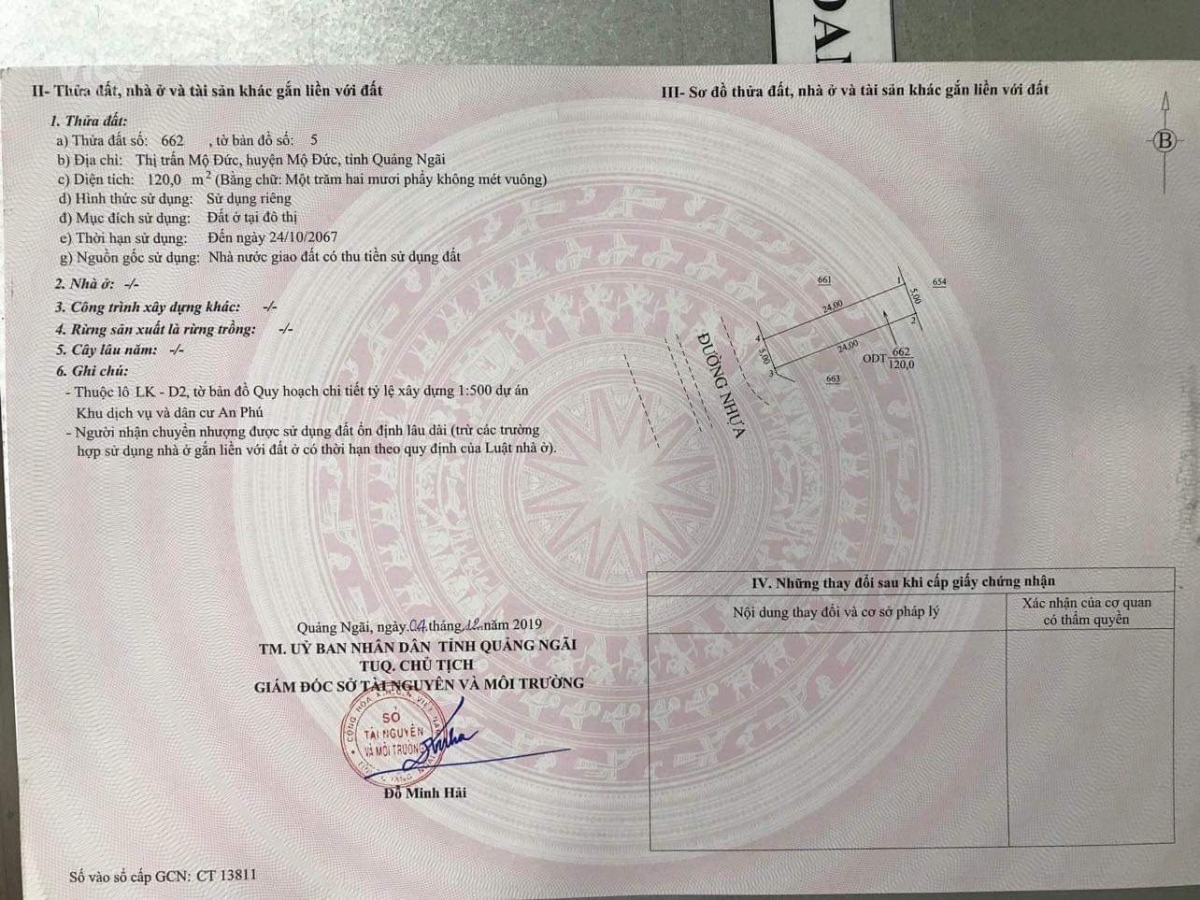 OAN
II- Thửa đất, nhà ở và tài sản khác gắn liền với đất
1. Thửa đất:
a) Thửa đất số: 662 , tờ bản đồ số: 5
b) Địa chỉ: Thị trấn Mộ Đức, huyện Mộ Đức, tỉnh Quảng Ngãi
c) Diện tích: 120,0 m² (Bằng chữ: Một trăm hai mươi phẩy không mét vuông)
d) Hình thức sử dụng: Sử dụng riêng
đ) Mục đích sử dụng: Đất ở tại đô thị
e) Thời hạn sử dụng: Đến ngày 24/10/2067
g) Nguồn gốc sử dụng: Nhà nước giao đất có thu tiền sử dụng đất
2. Nhà ở: -/-
3. Công trình xây dựng khác: -/-
4. Rừng sản xuất là rừng trồng: -/-
5. Cây lâu năm: -/-
6. Ghi chú:
- Thuộc lô LK - D2, tờ bản đồ Quy hoạch chi tiết tỷ lệ xây dựng 1:500 dự án
Khu dịch vụ và dân cư An Phú
- Người nhận chuyển nhượng được sử dụng đất ổn định lâu dài (trừ các trường
hợp sử dụng nhà ở gắn liền với đất ở có thời hạn theo quy định của Luật nhà ở).
Quảng Ngãi, ngày 04 tháng 12 năm 2019
TM. UỶ BAN NHÂN DÂN TỈNH QUẢNG NGÃI
TUQ. CHỦ TỊCH
GIÁM ĐỐC SỞ TÀI NGUYÊN VÀ MÔI TRƯỜNG
SỞ
TÀI NGUYÊN
VÀ MÔI TRƯỜNG
Đỗ Minh Hải
Số vào sổ cấp GCN: CT 13811
III- Sơ đồ thửa đất, nhà ở và tài sản khác gắn liền với đất
B
661
1
654
24,00
5,00
2
4
5,00
3
24,00
ODT 662
120,0
663
ĐƯỜNG NHỰA
IV. Những thay đổi sau khi cấp giấy chứng nhận
Nội dung thay đổi và cơ sở pháp lý
Xác nhận của cơ quan
có thẩm quyền